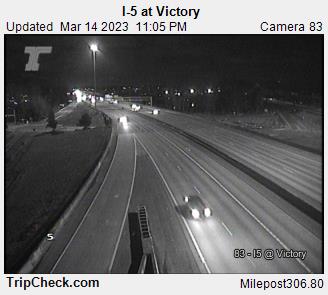 I-5 at Victory
Updated Mar 14 2023 11:05 PM Camera 83
T
5
83 - I5 @ Victory
TripCheck.com Milepost306.80